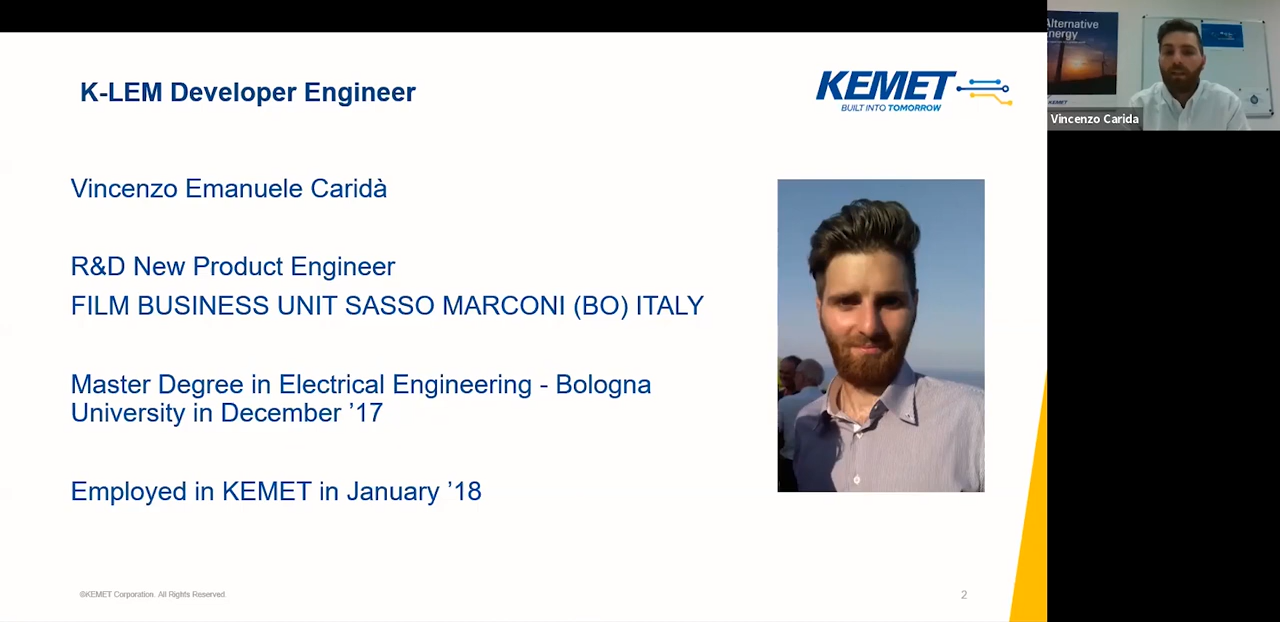 K-LEM Developer Engineer
KEMET
BUILT INTO TOMORROW
Vincenzo Emanuele Caridà
R&D New Product Engineer
FILM BUSINESS UNIT SASSO MARCONI (BO) ITALY
Master Degree in Electrical Engineering - Bologna
University in December ’17
Employed in KEMET in January ’18
©KEMET Corporation. All Rights Reserved
2
Alternative
Energy
KEMET
Vincenzo Carida